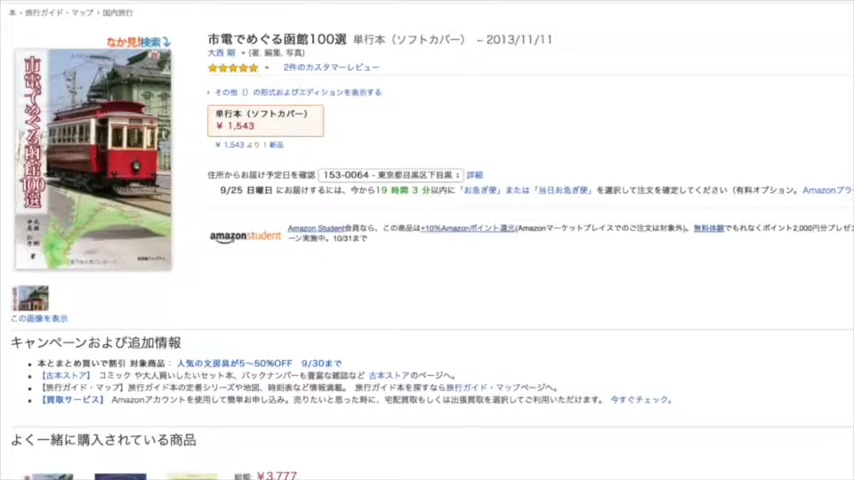 本・旅行ガイド・マップ・国内旅行
なか見!検索
市電でめぐる函館100選
市電でめぐる函館100選 単行本（ソフトカバー） – 2013/11/11
大西 剛 (著, 編集, 写真)
2件のカスタマーレビュー
その他（）の形式およびエディションを表示する
単行本（ソフトカバー）
￥ 1,543
￥ 1,543 より 1 新品
住所からお届け予定日を確認 153-0064 - 東京都目黒区下目黒 詳細
9/25 日曜日 にお届けするには、今から19 時間 3 分以内に「お急ぎ便」または「当日お急ぎ便」を選択して注文を確定してください（有料オプション。Amazonプラ
amazonstudent
Amazon Student会員なら、この商品は+10%Amazonポイント還元(Amazonマーケットプレイスでのご注文は対象外)。無料体験でもれなくポイント2,000円分プレゼ
ーン実施中。10/31まで
この画像を表示
キャンペーンおよび追加情報
本とまとめ買いで割引 対象商品： 人気の文房具が5～50%OFF 9/30まで
【古本ストア】 コミック や大人買いしたいセット本、バックナンバーも豊富な雑誌など 古本ストアのページへ。
【旅行ガイド・マップ】旅行ガイド本の定番シリーズや地図、時刻表など情報満載。 旅行ガイド本を探すなら旅行ガイド・マップページへ。
【買取サービス】 Amazonアカウントを使用して簡単お申し込み。売りたいと思った時に、宅配買取もしくは出張買取を選択してご利用いただけます。 今すぐチェック。
よく一緒に購入されている商品
総額 ￥3,777